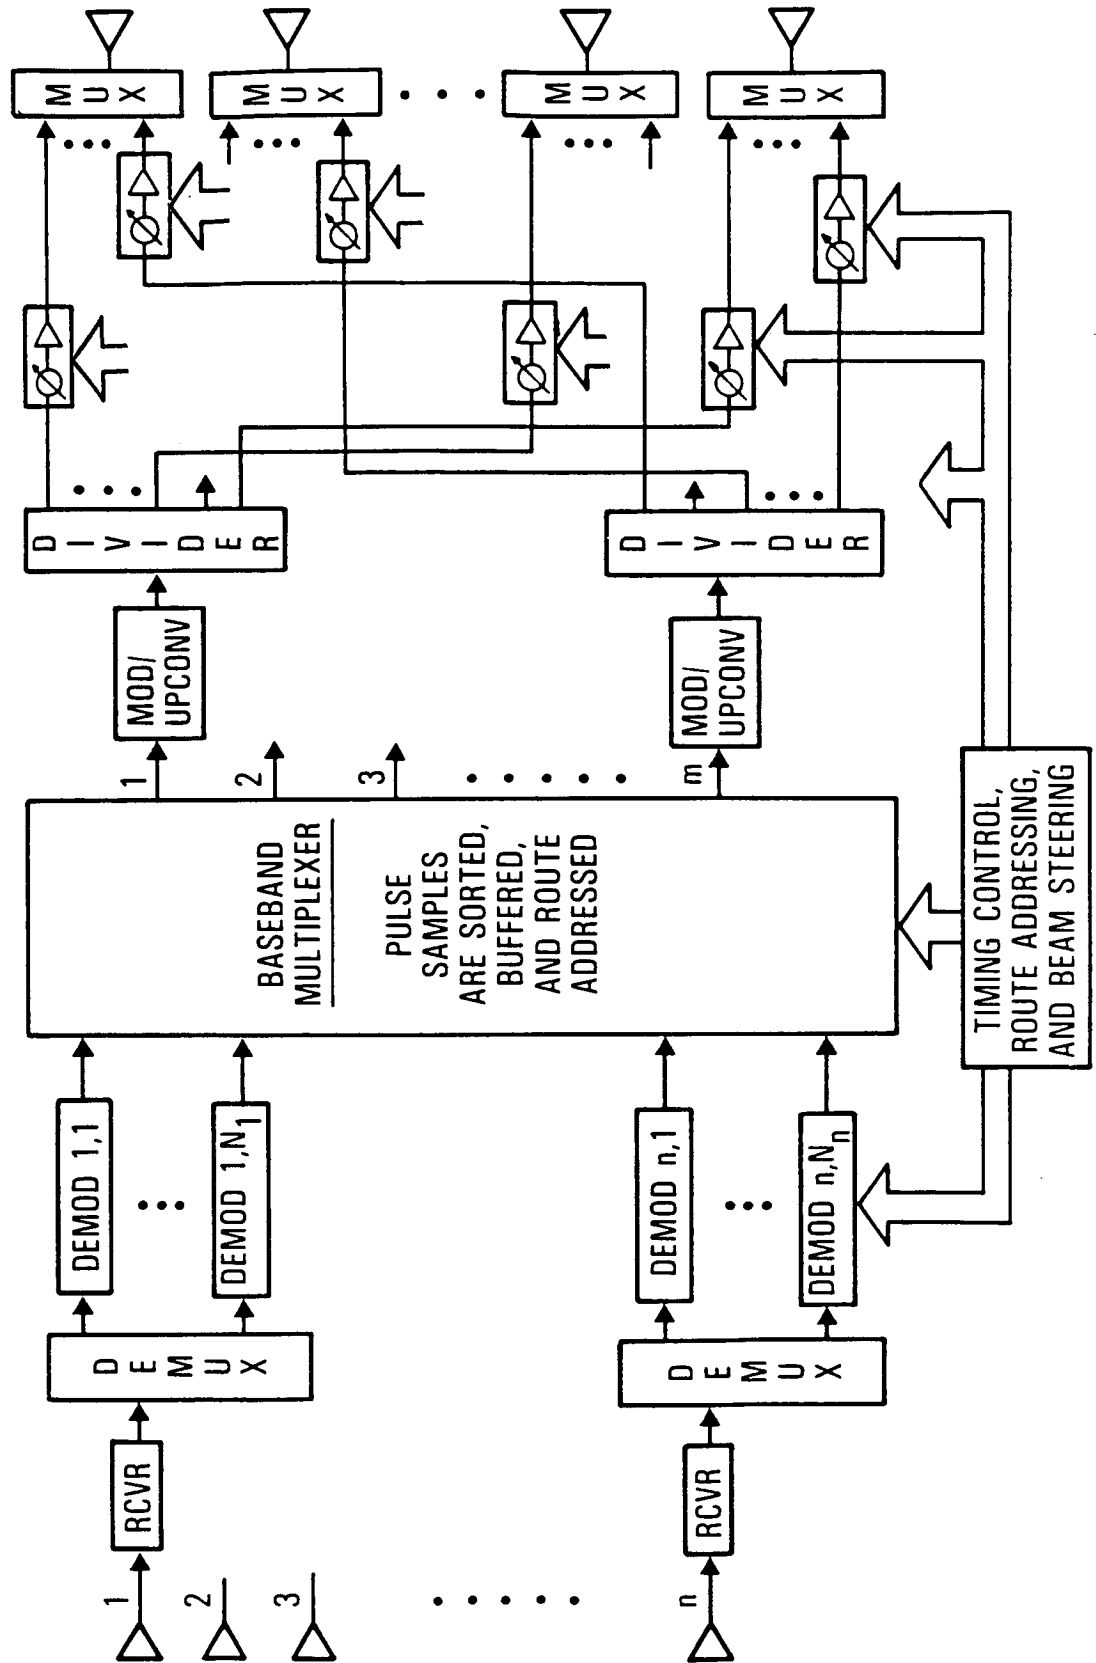 1
2
3
n
RCVR
RCVR
DEMUX
DEMUX
DEMOD 1,1
DEMOD 1,N₁
DEMOD n,1
DEMOD n,Nₙ
BASEBAND
MULTIPLEXER
PULSE
SAMPLES
ARE SORTED,
BUFFERED,
AND ROUTE
ADDRESSED
TIMING CONTROL,
ROUTE ADDRESSING,
AND BEAM STEERING
1
2
3
m
MOD/
UPCONV
MOD/
UPCONV
DIVIDER
DIVIDER
MUX
MUX
MUX
MUX